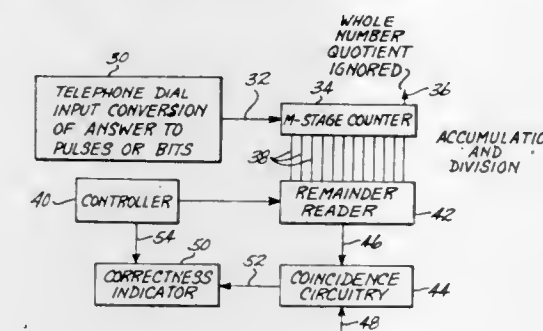 WHOLE
NUMBER
QUOTIENT
IGNORED
30
32
34
36
TELEPHONE DIAL
INPUT CONVERSION
OF ANSWER TO
PULSES OR BITS
M-STAGE COUNTER
38
ACCUMULATION
AND
DIVISION
40
CONTROLLER
REMAINDER
READER
42
54
50
46
CORRECTNESS
INDICATOR
52
COINCIDENCE
CIRCUITRY
44
48